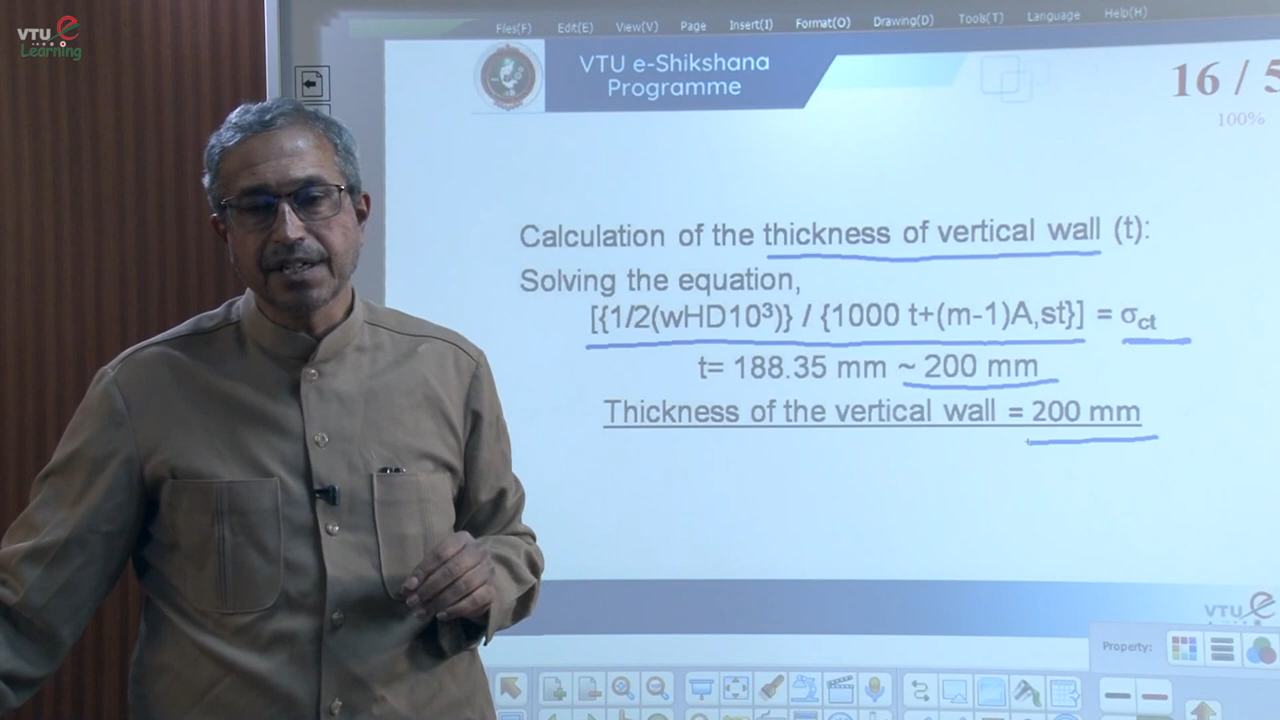 VTU e
Learning
Files(F) Edit(E) View(V) Page Insert(I) Format(O) Drawing(D) Tools(T) Language Help(H)
VTU e-Shikshana
Programme
16 / 5
100%
Calculation of the thickness of vertical wall (t):
Solving the equation,
[{1/2(wHD10³)} / {1000 t+(m-1)A,st}] = σct
t= 188.35 mm ~ 200 mm
Thickness of the vertical wall = 200 mm
VTU e
Property: